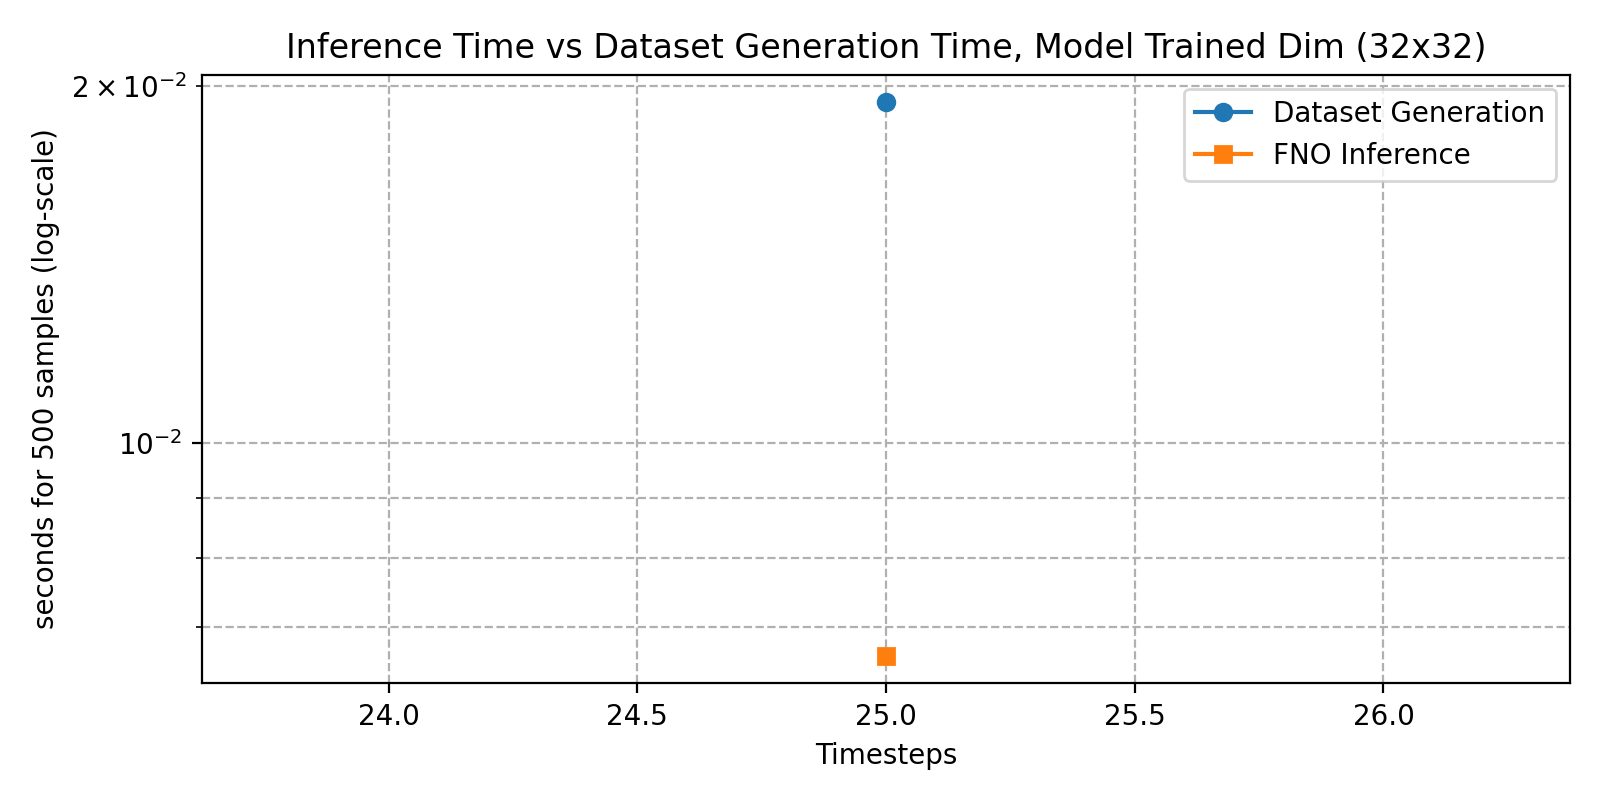 Inference Time vs Dataset Generation Time, Model Trained Dim (32x32)
2 × 10⁻²
10⁻²
seconds for 500 samples (log-scale)
Dataset Generation
FNO Inference
24.0 24.5 25.0 25.5 26.0
Timesteps